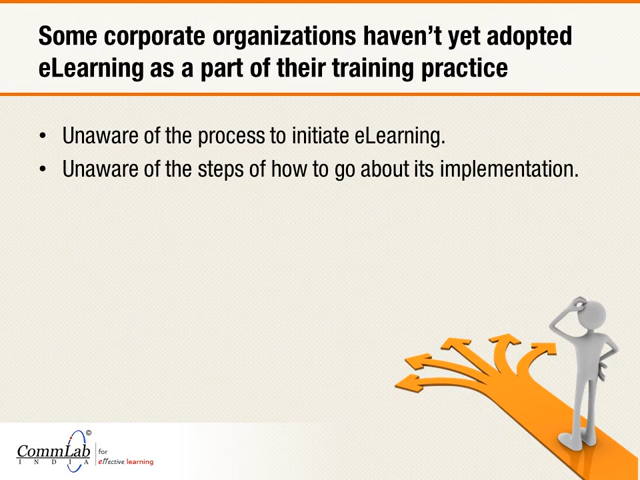 Some corporate organizations haven't yet adopted
eLearning as a part of their training practice
• Unaware of the process to initiate eLearning.
• Unaware of the steps of how to go about its implementation.
©
CommLab
INDIA
for
effective learning